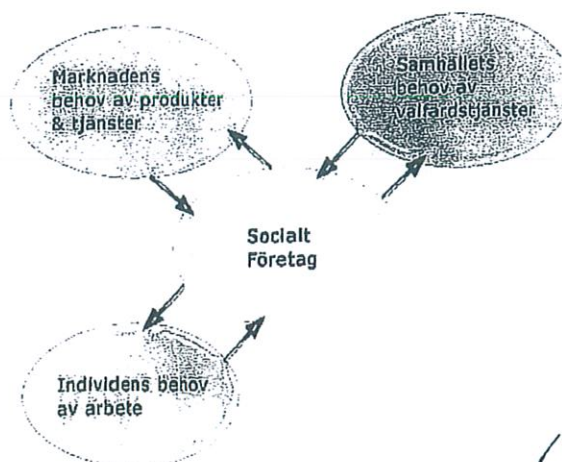 Marknadens
behov av produkter
& tjänster
Samhällets
behov av
välfärdstjänster
Socialt
Företag
Individens behov
av arbete